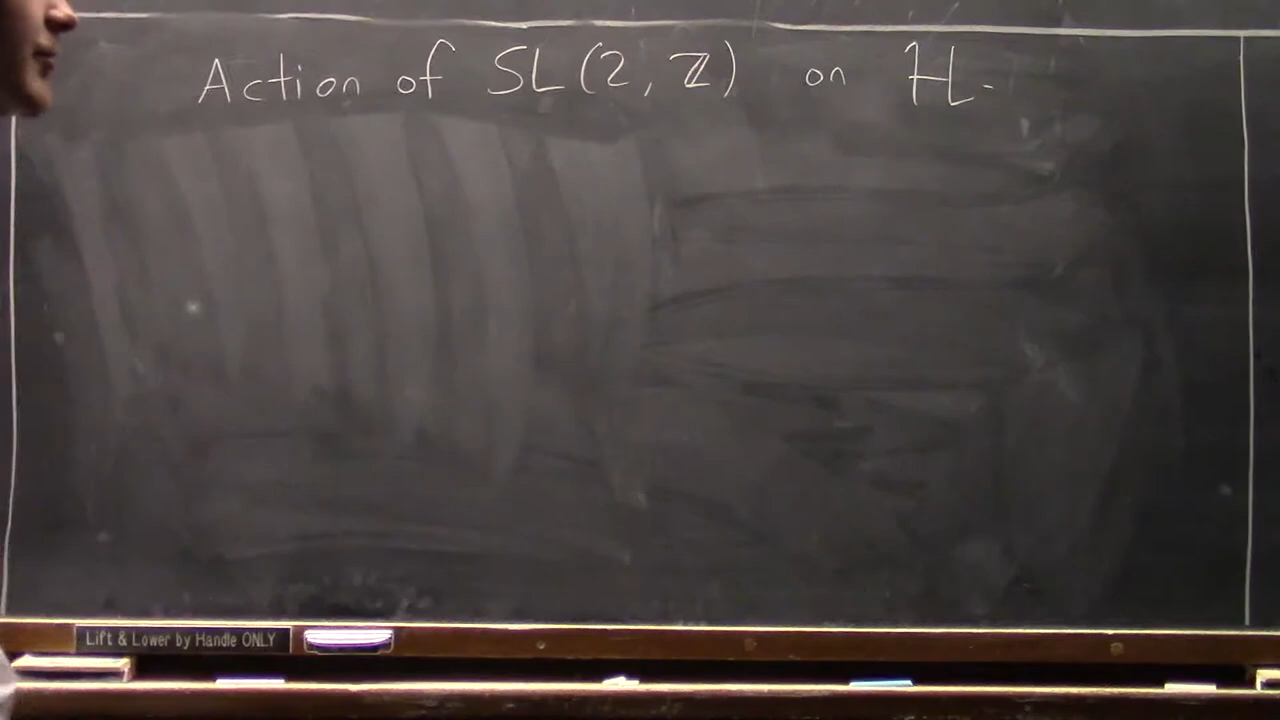 Action of SL(2, ℤ) on ℋ.
Lift & Lower by Handle ONLY